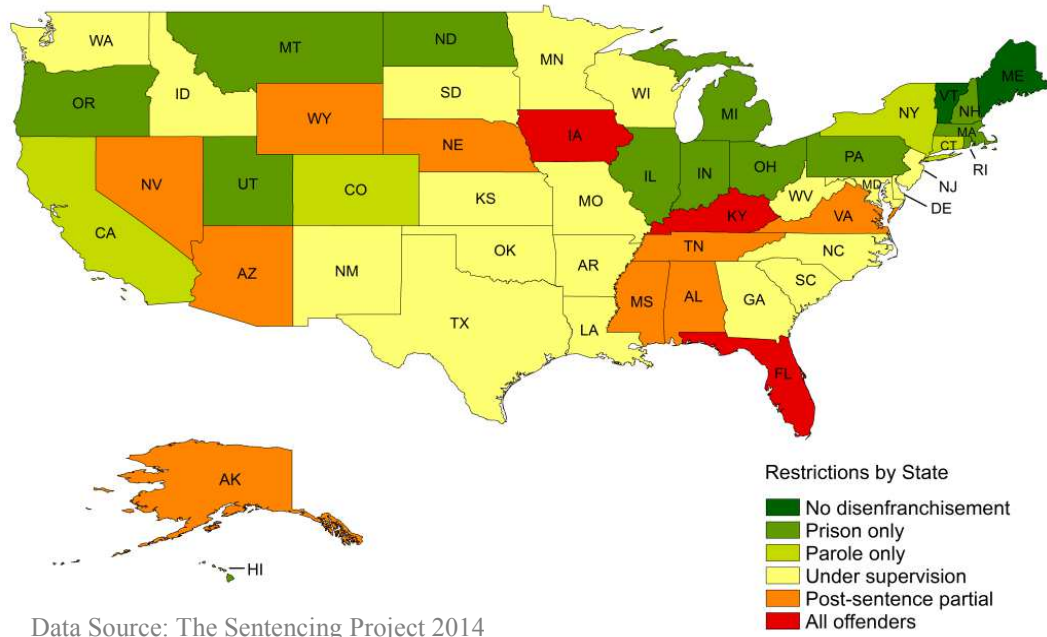 WA
MT
ND
MN
ME
VT
NH
OR
ID
SD
WI
MI
NY
MA
CT
RI
WY
IA
NE
PA
NJ
NV
UT
CO
IL
IN
OH
MD
DE
CA
KS
MO
WV
VA
KY
AZ
NM
OK
AR
TN
NC
SC
MS
AL
GA
TX
LA
FL
AK
HI
Restrictions by State
No disenfranchisement
Prison only
Parole only
Under supervision
Post-sentence partial
All offenders
Data Source: The Sentencing Project 2014